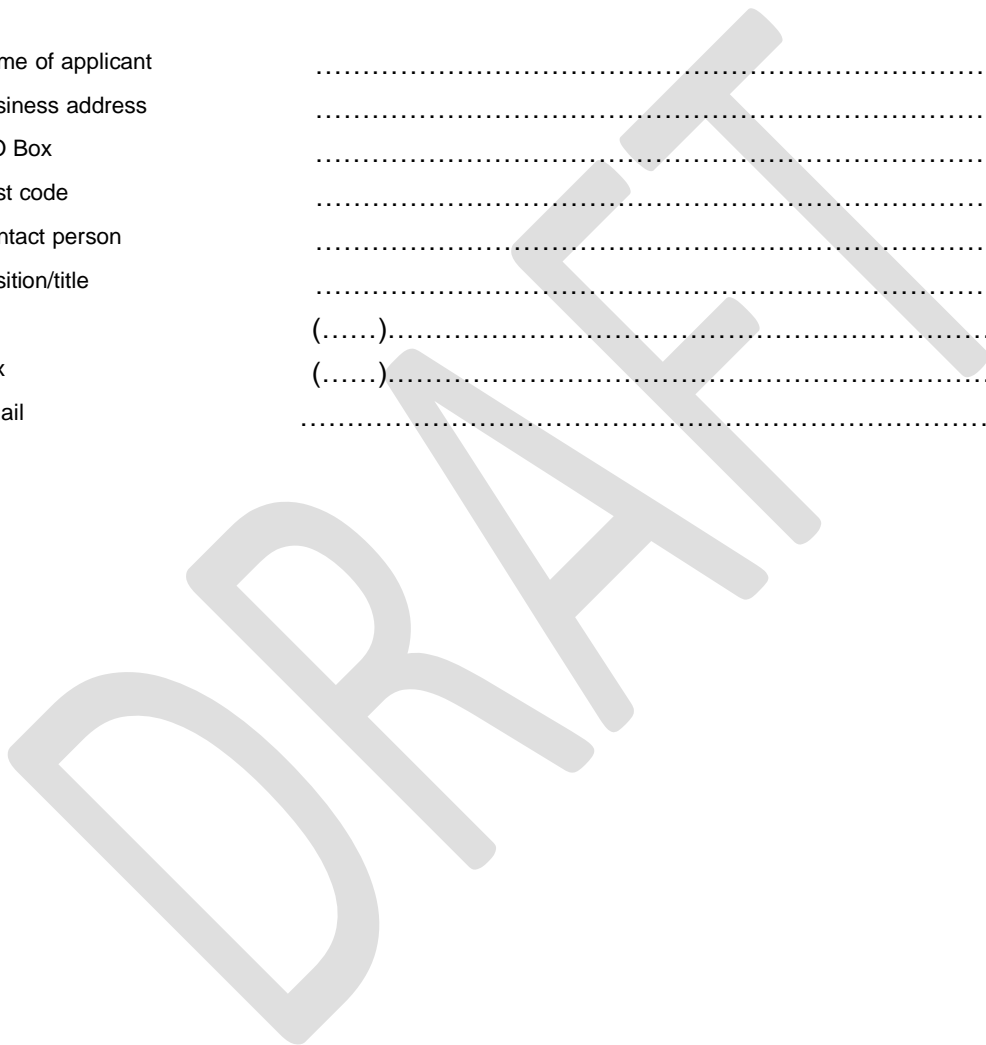 me of applicant ................................................................................
siness address ................................................................................
O Box ................................................................................
st code ................................................................................
ntact person ................................................................................
sition/title ................................................................................
(......)................................................................................
x (......)................................................................................
ail ................................................................................
DRAFT